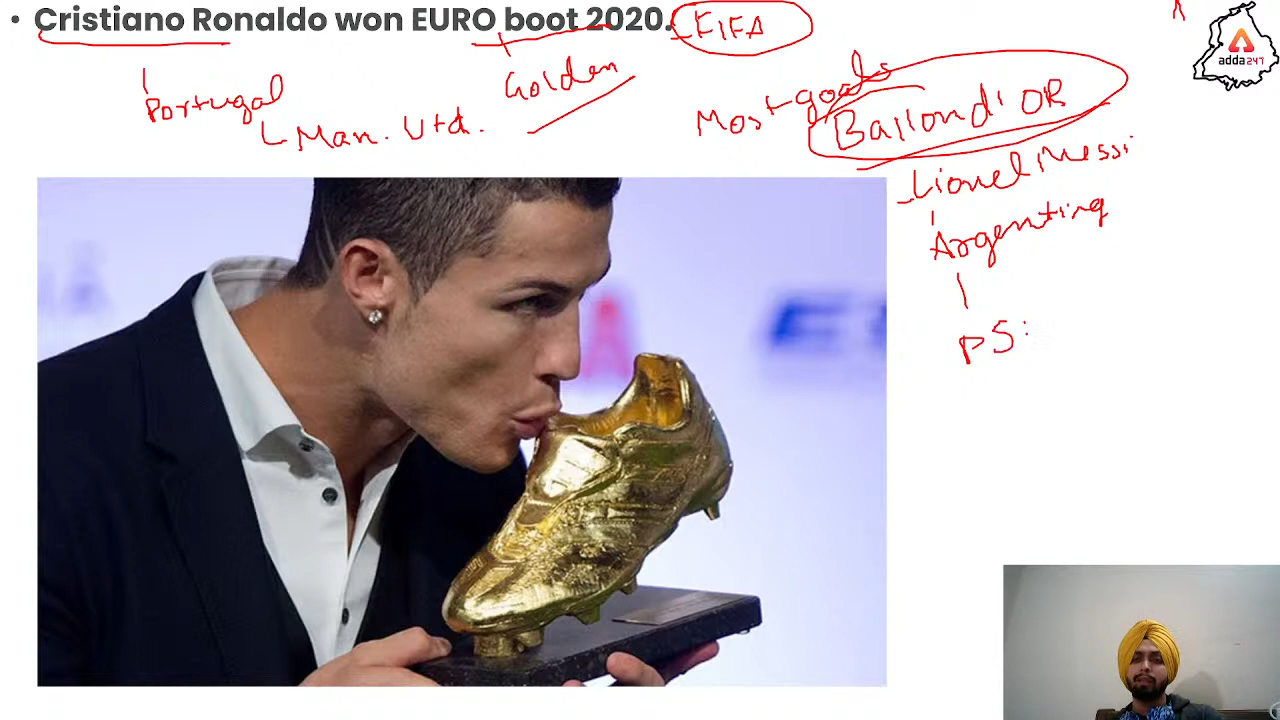 • Cristiano Ronaldo won EURO boot 2020.
FIFA
adda247
Golden
Portugal
Man. Utd.
Most goals
Ballon d' OR
Lionel Messi
Argentina
PS